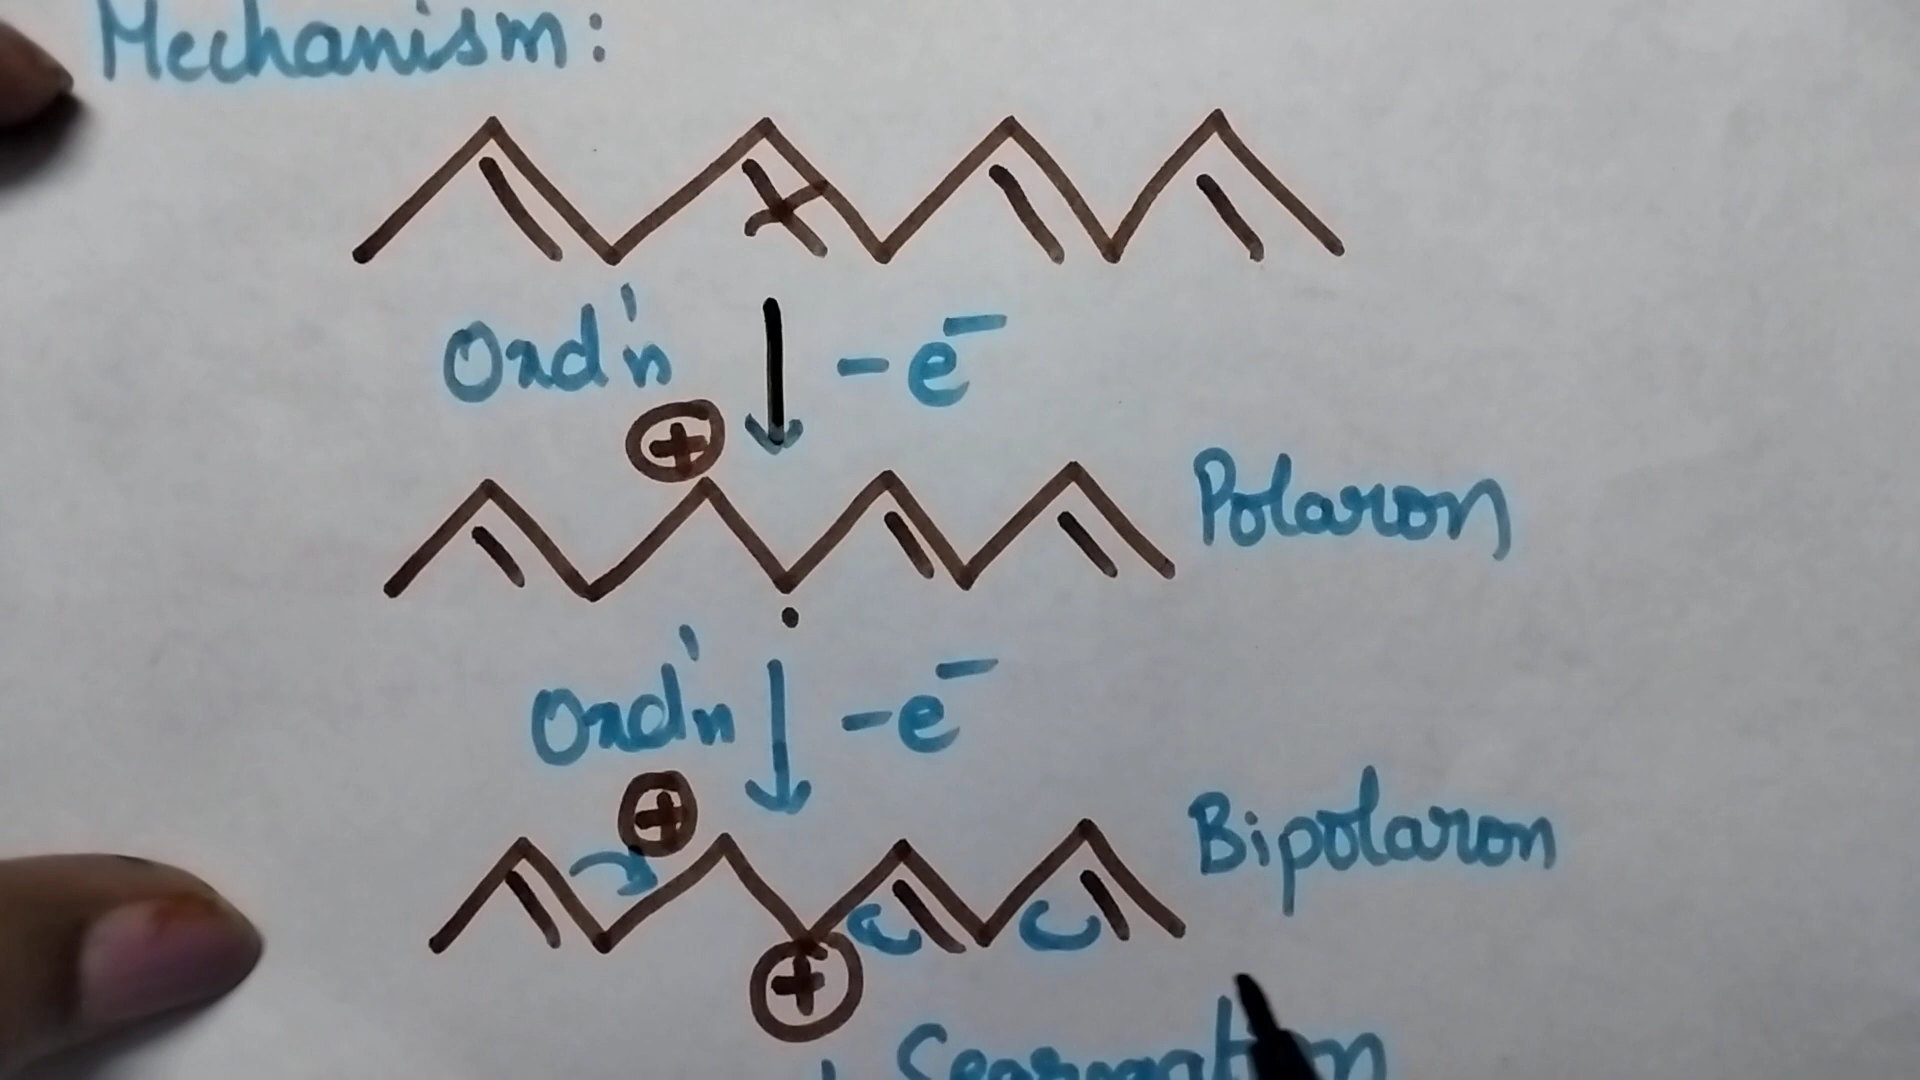 Mechanism:
Oxd'n -e⁻
⊕
Polaron
Oxd'n -e⁻
⊕
Bipolaron
⊕